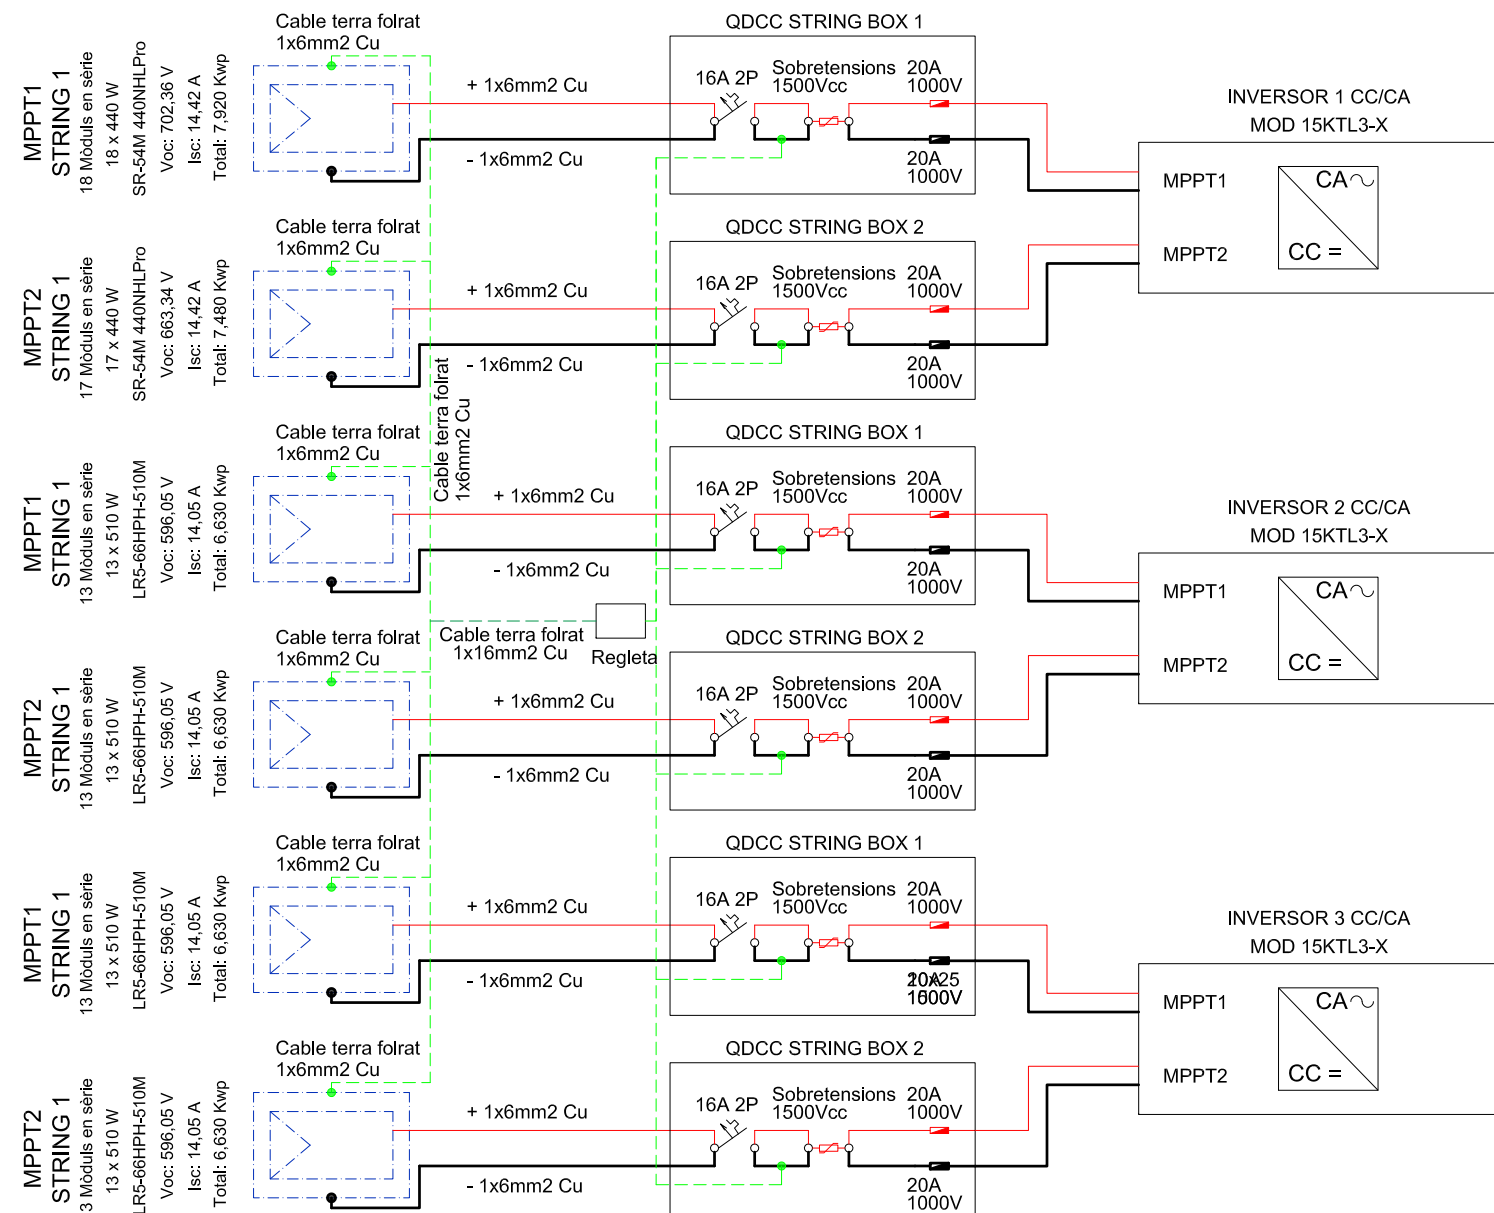 MPPT1
STRING 1
18 Mòduls en sèrie
18 x 440 W
SR-54M 440NHLPro
Voc: 702,36 V
Isc: 14,42 A
Total: 7,920 Kwp
Cable terra folrat
1x6mm2 Cu
+ 1x6mm2 Cu
- 1x6mm2 Cu
QDCC STRING BOX 1
16A 2P
Sobretensions
1500Vcc
20A
1000V
20A
1000V
INVERSOR 1 CC/CA
MOD 15KTL3-X
MPPT1
MPPT2
CA
CC =
MPPT2
STRING 1
17 Mòduls en sèrie
17 x 440 W
SR-54M 440NHLPro
Voc: 663,34 V
Isc: 14,42 A
Total: 7,480 Kwp
Cable terra folrat
1x6mm2 Cu
+ 1x6mm2 Cu
- 1x6mm2 Cu
QDCC STRING BOX 2
16A 2P
Sobretensions
1500Vcc
20A
1000V
20A
1000V
Cable terra folrat
1x6mm2 Cu
MPPT1
STRING 1
13 Mòduls en sèrie
13 x 510 W
LR5-66HPH-510M
Voc: 596,05 V
Isc: 14,05 A
Total: 6,630 Kwp
Cable terra folrat
1x6mm2 Cu
+ 1x6mm2 Cu
- 1x6mm2 Cu
QDCC STRING BOX 1
16A 2P
Sobretensions
1500Vcc
20A
1000V
20A
1000V
INVERSOR 2 CC/CA
MOD 15KTL3-X
MPPT1
MPPT2
CA
CC =
Cable terra folrat
1x16mm2 Cu
Regleta
MPPT2
STRING 1
13 Mòduls en sèrie
13 x 510 W
LR5-66HPH-510M
Voc: 596,05 V
Isc: 14,05 A
Total: 6,630 Kwp
Cable terra folrat
1x6mm2 Cu
+ 1x6mm2 Cu
- 1x6mm2 Cu
QDCC STRING BOX 2
16A 2P
Sobretensions
1500Vcc
20A
1000V
20A
1000V
MPPT1
STRING 1
13 Mòduls en sèrie
13 x 510 W
LR5-66HPH-510M
Voc: 596,05 V
Isc: 14,05 A
Total: 6,630 Kwp
Cable terra folrat
1x6mm2 Cu
+ 1x6mm2 Cu
- 1x6mm2 Cu
QDCC STRING BOX 1
16A 2P
Sobretensions
1500Vcc
20A
1000V
INVERSOR 3 CC/CA
MOD 15KTL3-X
MPPT1
MPPT2
CA
CC =
MPPT2
STRING 1
3 Mòduls en sèrie
13 x 510 W
LR5-66HPH-510M
Voc: 596,05 V
Isc: 14,05 A
Total: 6,630 Kwp
Cable terra folrat
1x6mm2 Cu
+ 1x6mm2 Cu
- 1x6mm2 Cu
QDCC STRING BOX 2
16A 2P
Sobretensions
1500Vcc
20A
1000V
20A
1000V